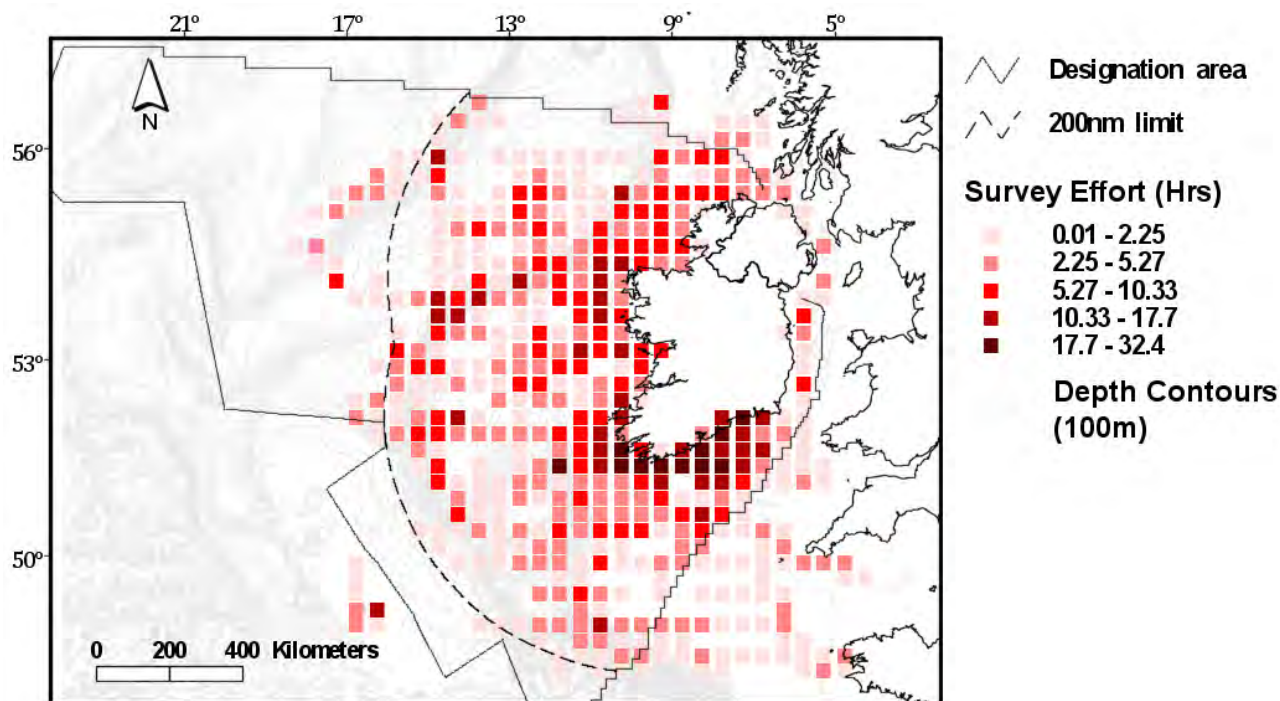 21° 17° 13° 9° 5°
N
56°
53°
50°
0 200 400 Kilometers
Designation area
200nm limit
Survey Effort (Hrs)
0.01 - 2.25
2.25 - 5.27
5.27 - 10.33
10.33 - 17.7
17.7 - 32.4
Depth Contours
(100m)